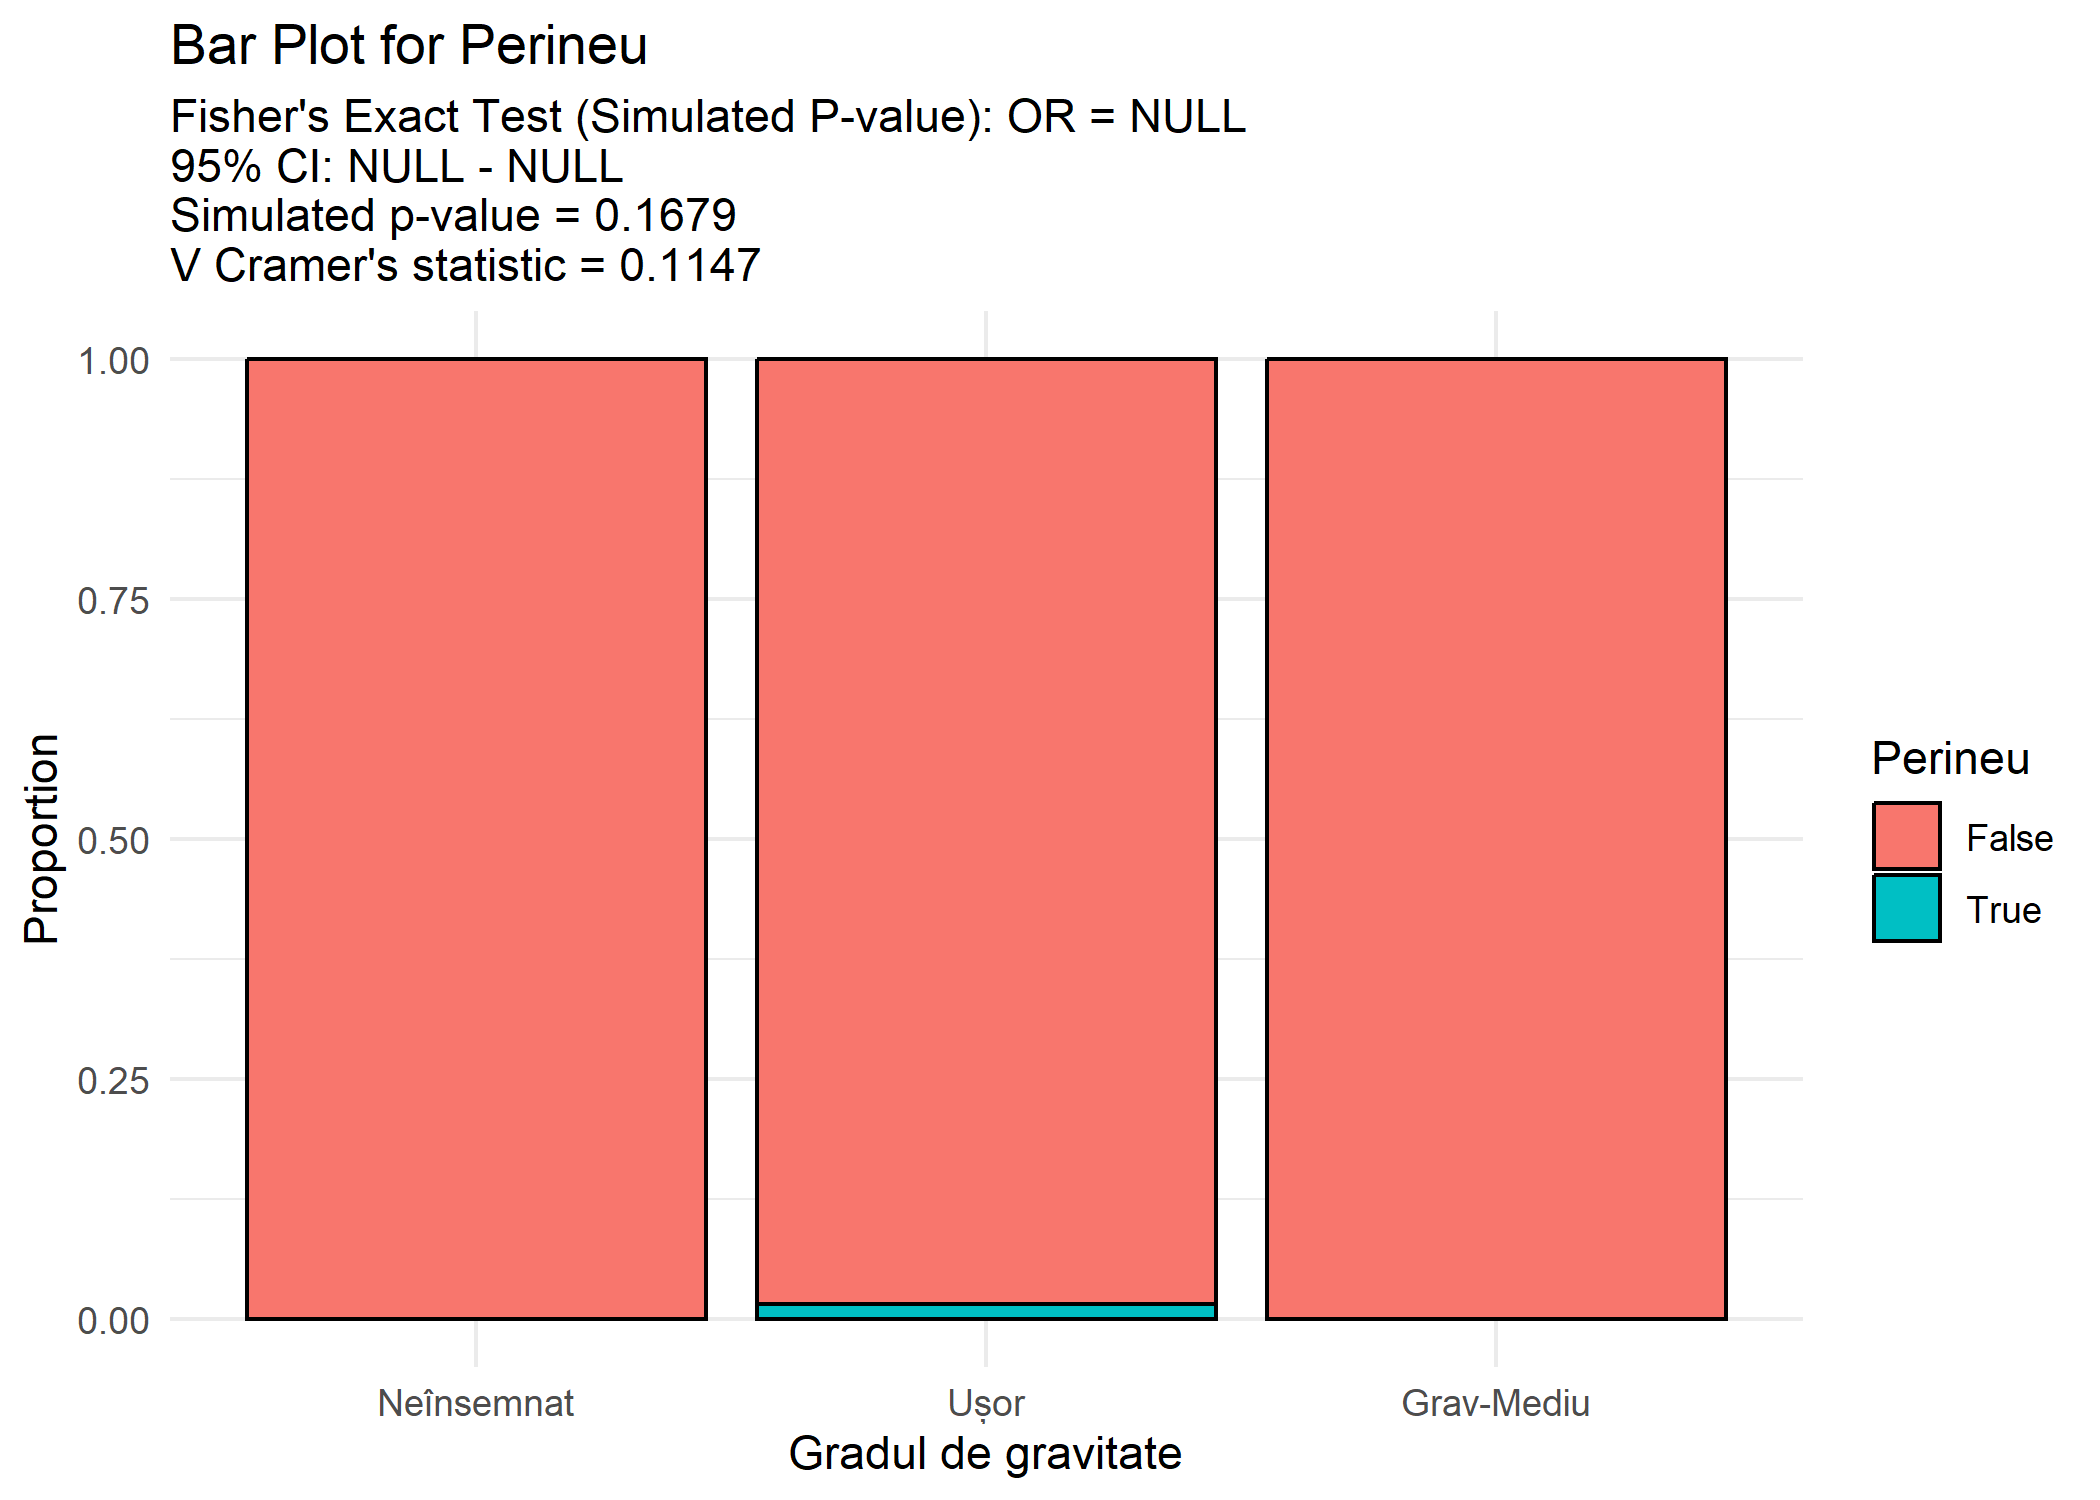 Bar Plot for Perineu
Fisher's Exact Test (Simulated P-value): OR = NULL
95% CI: NULL - NULL
Simulated p-value = 0.1679
V Cramer's statistic = 0.1147
1.00
0.75
0.50
0.25
0.00
Proportion
Neînsemnat
Ușor
Grav-Mediu
Gradul de gravitate
Perineu
False
True